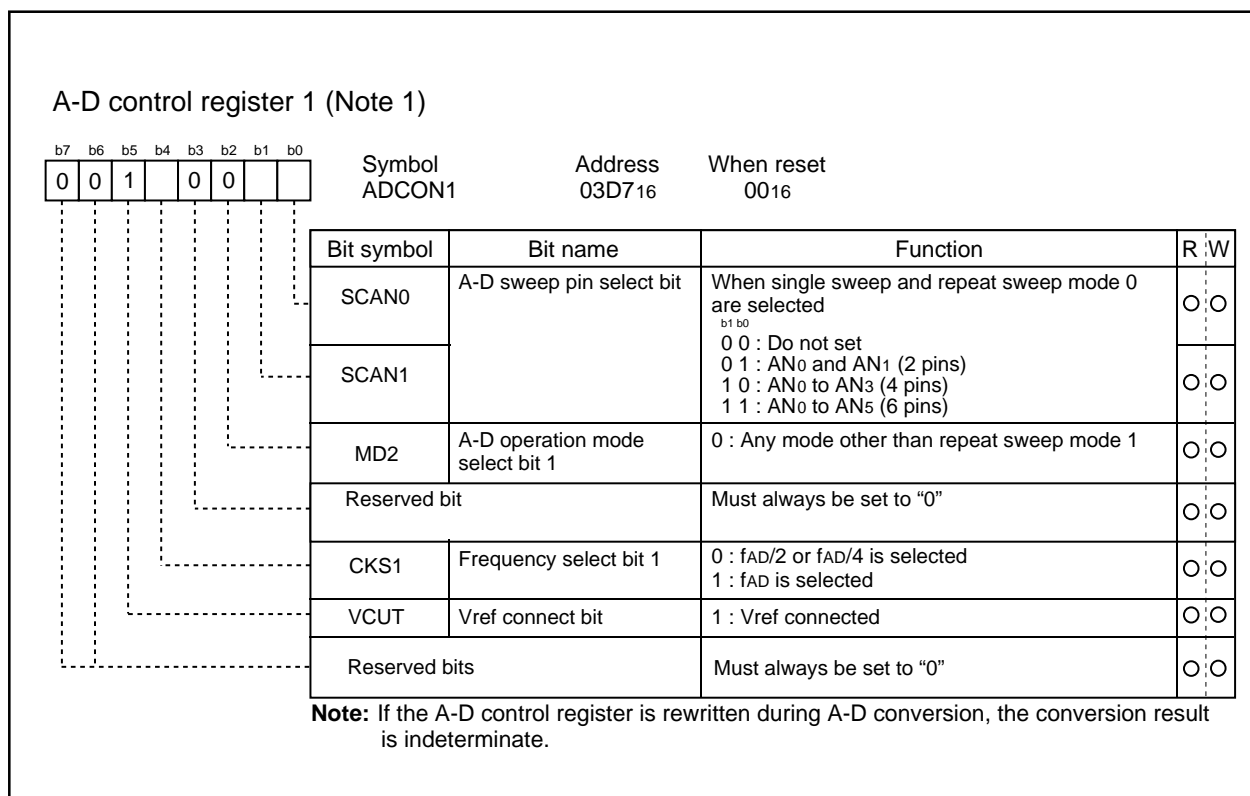 A-D control register 1 (Note 1)
b7 b6 b5 b4 b3 b2 b1 b0
0 0 1 0 0
Symbol Address When reset
ADCON1 03D716 0016
Bit symbol Bit name Function R W
SCAN0 A-D sweep pin select bit When single sweep and repeat sweep mode 0
are selected
b1 b0
0 0 : Do not set
0 1 : AN0 and AN1 (2 pins)
SCAN1 1 0 : AN0 to AN3 (4 pins)
1 1 : AN0 to AN5 (6 pins)
MD2 A-D operation mode
select bit 1 0 : Any mode other than repeat sweep mode 1
Reserved bit Must always be set to “0”
CKS1 Frequency select bit 1 0 : fAD/2 or fAD/4 is selected
1 : fAD is selected
VCUT Vref connect bit 1 : Vref connected
Reserved bits Must always be set to “0”
Note: If the A-D control register is rewritten during A-D conversion, the conversion result
is indeterminate.